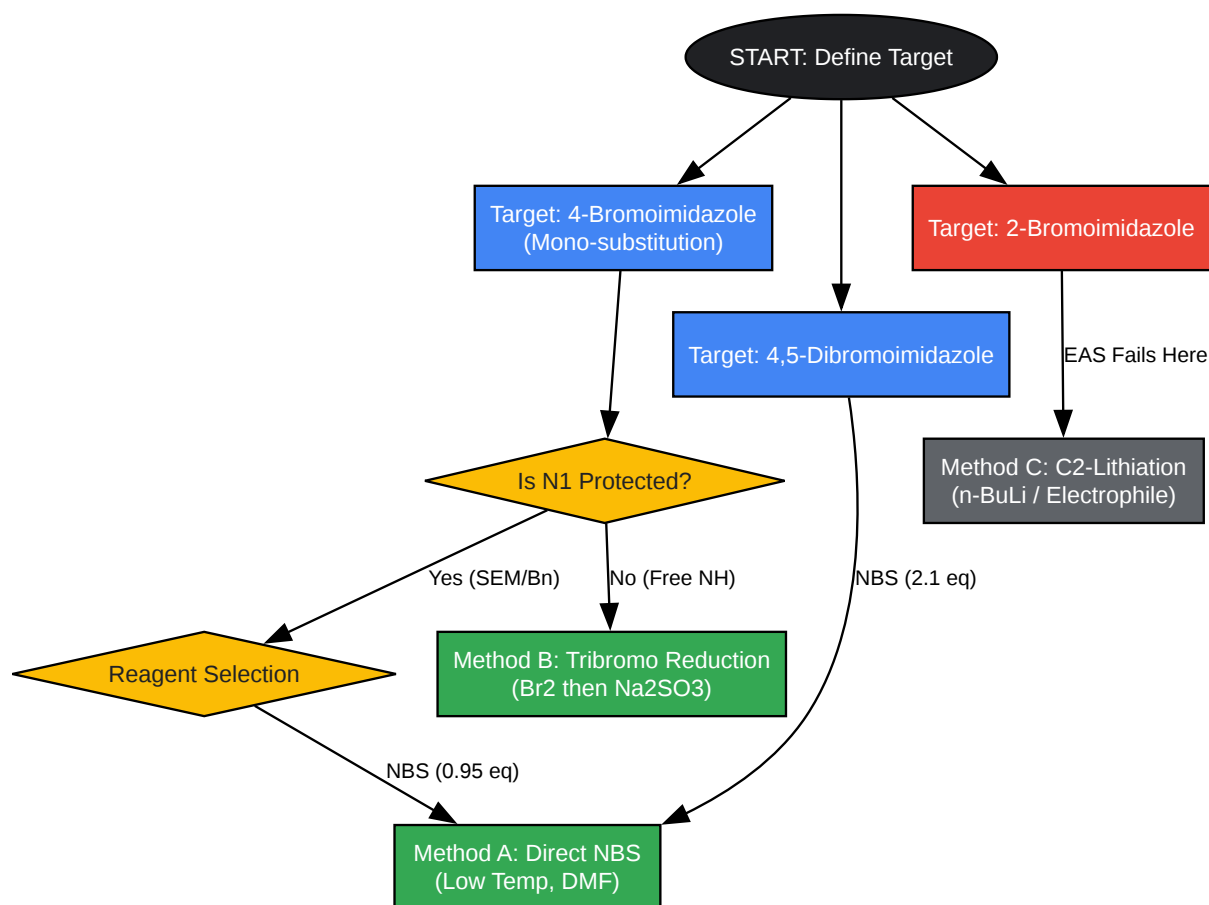 START: Define Target
Target: 4-Bromoimidazole
(Mono-substitution)
Target: 2-Bromoimidazole
Target: 4,5-Dibromoimidazole
EAS Fails Here
Is N1 Protected?
Method C: C2-Lithiation
(n-BuLi / Electrophile)
Yes (SEM/Bn)
No (Free NH)
NBS (2.1 eq)
Reagent Selection
Method B: Tribromo Reduction
(Br2 then Na2SO3)
NBS (0.95 eq)
Method A: Direct NBS
(Low Temp, DMF)